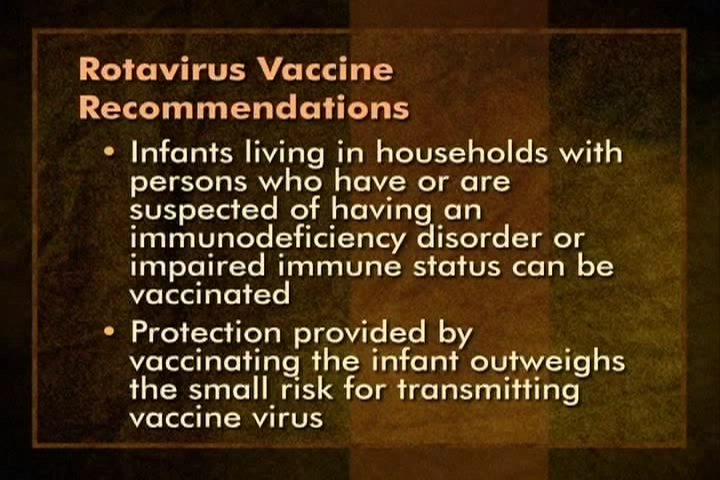 Rotavirus Vaccine
Recommendations
• Infants living in households with
persons who have or are
suspected of having an
immunodeficiency disorder or
impaired immune status can be
vaccinated
• Protection provided by
vaccinating the infant outweighs
the small risk for transmitting
vaccine virus